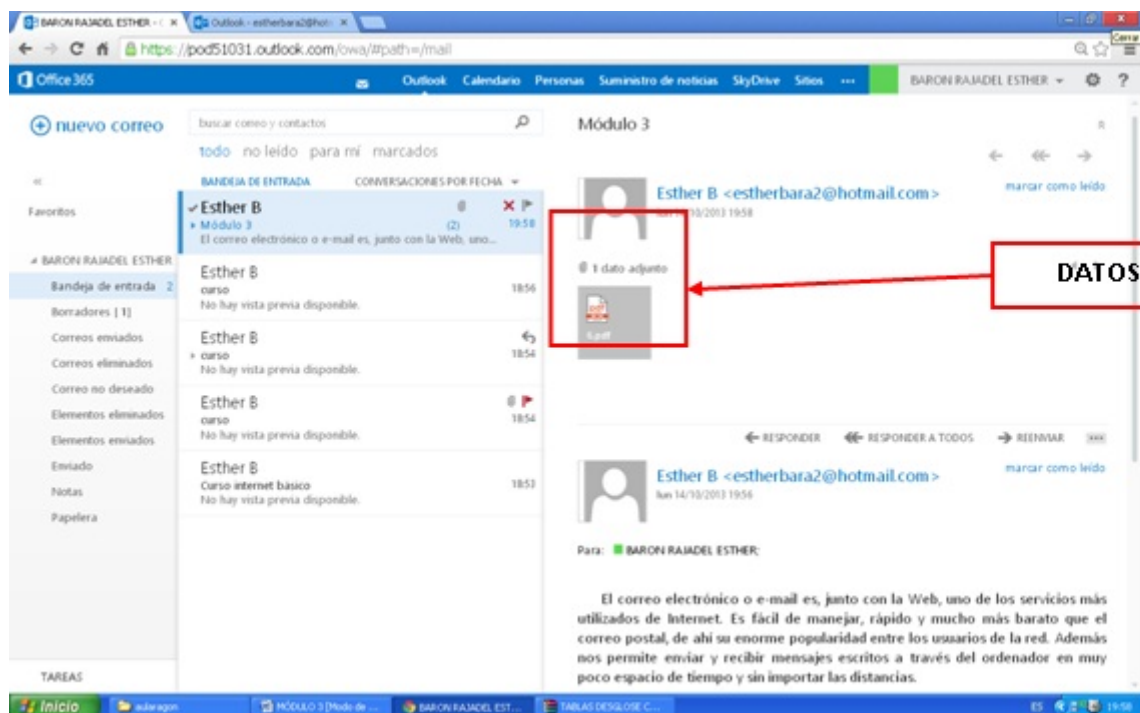 BARON RAJADEL ESTHER - (
Outlook - estherbara2@hot
Cerrar
https://pod51031.outlook.com/owa/#path=/mail
Office 365
Outlook Calendario Personas Suministro de noticias SkyDrive Sitios ... BARON RAJADEL ESTHER ?
nuevo correo
buscar correo y contactos
todo no leído para mí marcados
BANDEJA DE ENTRADA CONVERSACIONES POR FECHA
Favoritos
BARON RAJADEL ESTHER
Bandeja de entrada 2
Borradores [1]
Correos enviados
Correos eliminados
Correo no deseado
Elementos eliminados
Elementos enviados
Enviado
Notas
Papelera
TAREAS
Esther B
Módulo 3 (2) 19:58
El correo electrónico o e-mail es, junto con la Web, uno...
Esther B
curso 18:56
No hay vista previa disponible.
Esther B
curso 18:54
No hay vista previa disponible.
Esther B
curso 18:54
No hay vista previa disponible.
Esther B
Curso internet básico 18:53
No hay vista previa disponible.
Módulo 3
marcar como leído
Esther B <estherbara2@hotmail.com>
lun 14/10/2013 19:58
1 dato adjunto
DATOS
RESPONDER RESPONDER A TODOS REENVIAR ...
marcar como leído
Esther B <estherbara2@hotmail.com>
lun 14/10/2013 19:56
Para: BARON RAJADEL ESTHER;
El correo electrónico o e-mail es, junto con la Web, uno de los servicios más
utilizados de Internet. Es fácil de manejar, rápido y mucho más barato que el
correo postal, de ahí su enorme popularidad entre los usuarios de la red. Además
nos permite enviar y recibir mensajes escritos a través del ordenador en muy
poco espacio de tiempo y sin importar las distancias.
Inicio
aularagon
MÓDULO 3 [Modo de ...
BARON RAJADEL EST...
TABLAS DESGLOSE C...
ES 19:58